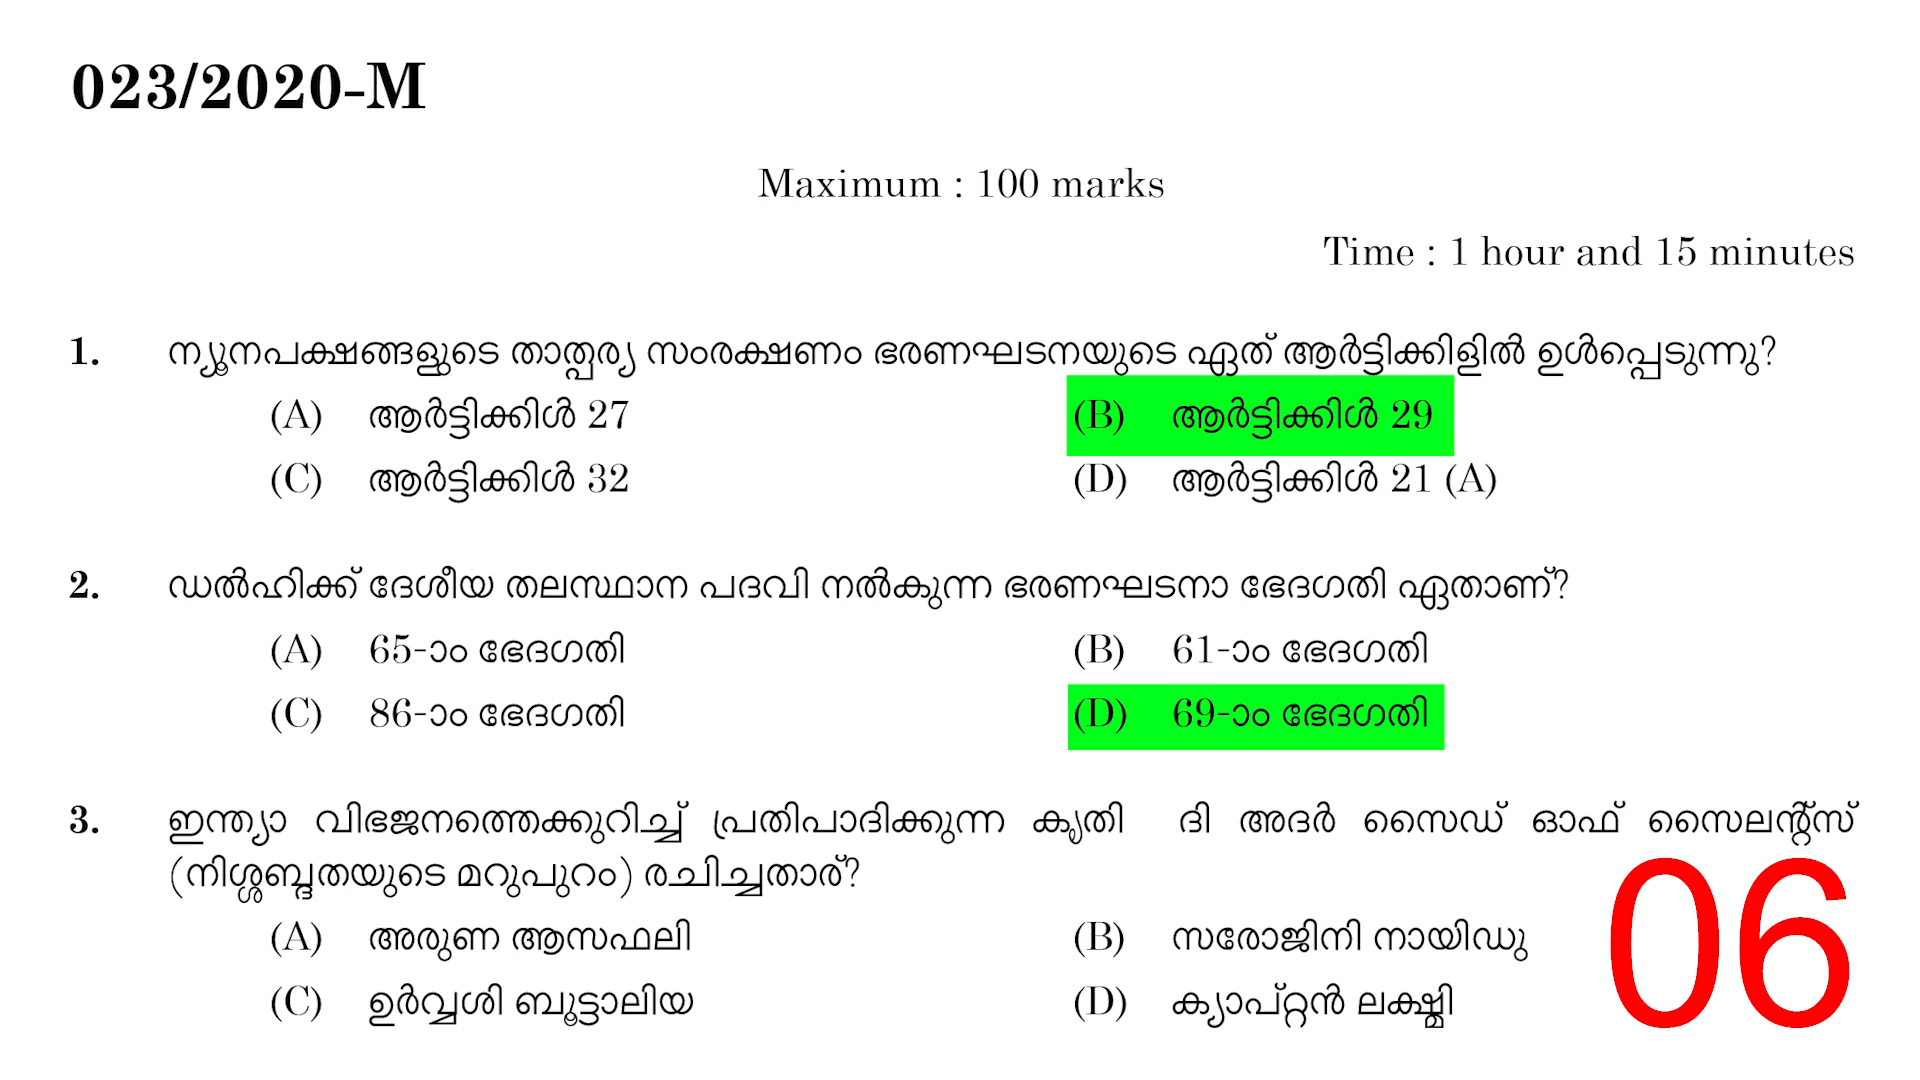 023/2020-M
Maximum : 100 marks
Time : 1 hour and 15 minutes
1. ന്യൂനപക്ഷങ്ങളുടെ താത്പര്യ സംരക്ഷണം ഭരണഘടനയുടെ ഏത് ആർട്ടിക്കിളിൽ ഉൾപ്പെടുന്നു?
(A) ആർട്ടിക്കിൾ 27 (B) ആർട്ടിക്കിൾ 29
(C) ആർട്ടിക്കിൾ 32 (D) ആർട്ടിക്കിൾ 21 (A)
2. ഡൽഹിക്ക് ദേശീയ തലസ്ഥാന പദവി നൽകുന്ന ഭരണഘടനാ ഭേദഗതി ഏതാണ്?
(A) 65-ാം ഭേദഗതി (B) 61-ാം ഭേദഗതി
(C) 86-ാം ഭേദഗതി (D) 69-ാം ഭേദഗതി
3. ഇന്ത്യാ വിഭജനത്തെക്കുറിച്ച് പ്രതിപാദിക്കുന്ന കൃതി ദി അദർ സൈഡ് ഓഫ് സൈലന്റ്സ്
(നിശ്ശബ്ദതയുടെ മറുപുറം) രചിച്ചതാര്?
(A) അരുണ ആസഫലി (B) സരോജിനി നായിഡു
(C) ഉർവ്വശി ബൂട്ടാലിയ (D) ക്യാപ്റ്റൻ ലക്ഷ്മി
06